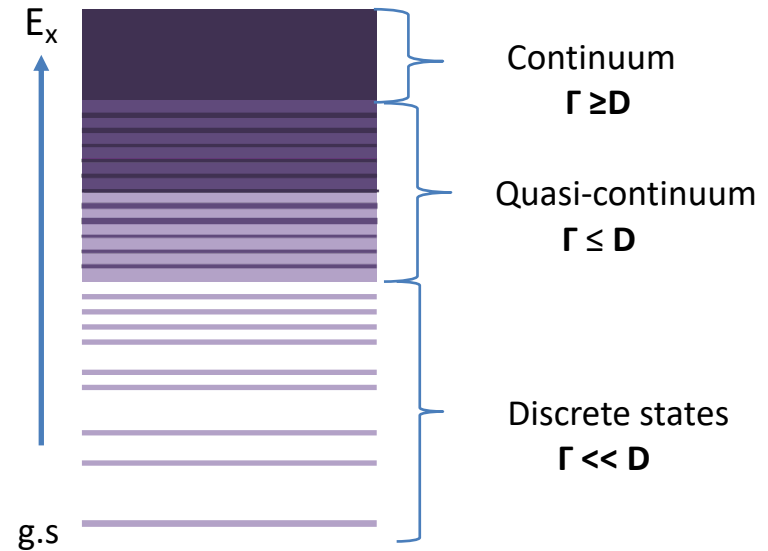 Eₓ
Continuum
Γ ≥D
Quasi-continuum
Γ ≤ D
Discrete states
Γ << D
g.s